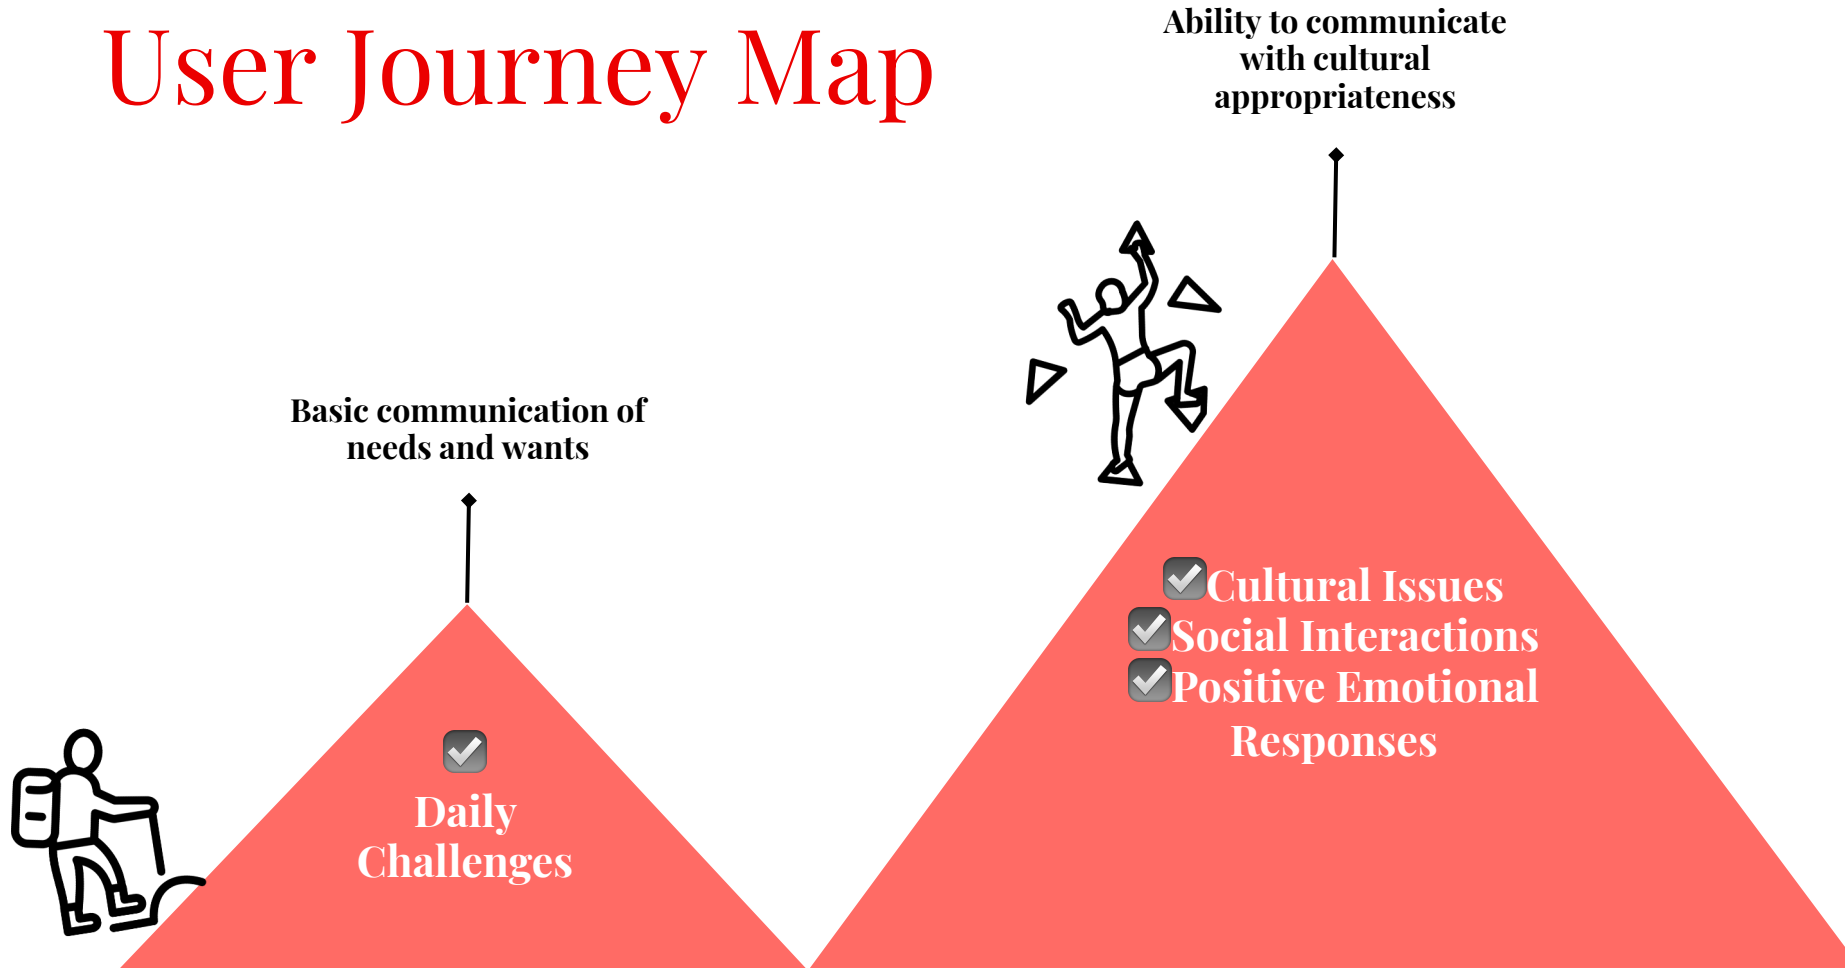 User Journey Map
Ability to communicate
with cultural
appropriateness
Basic communication of
needs and wants
Cultural Issues
Social Interactions
Positive Emotional
Responses
Daily
Challenges